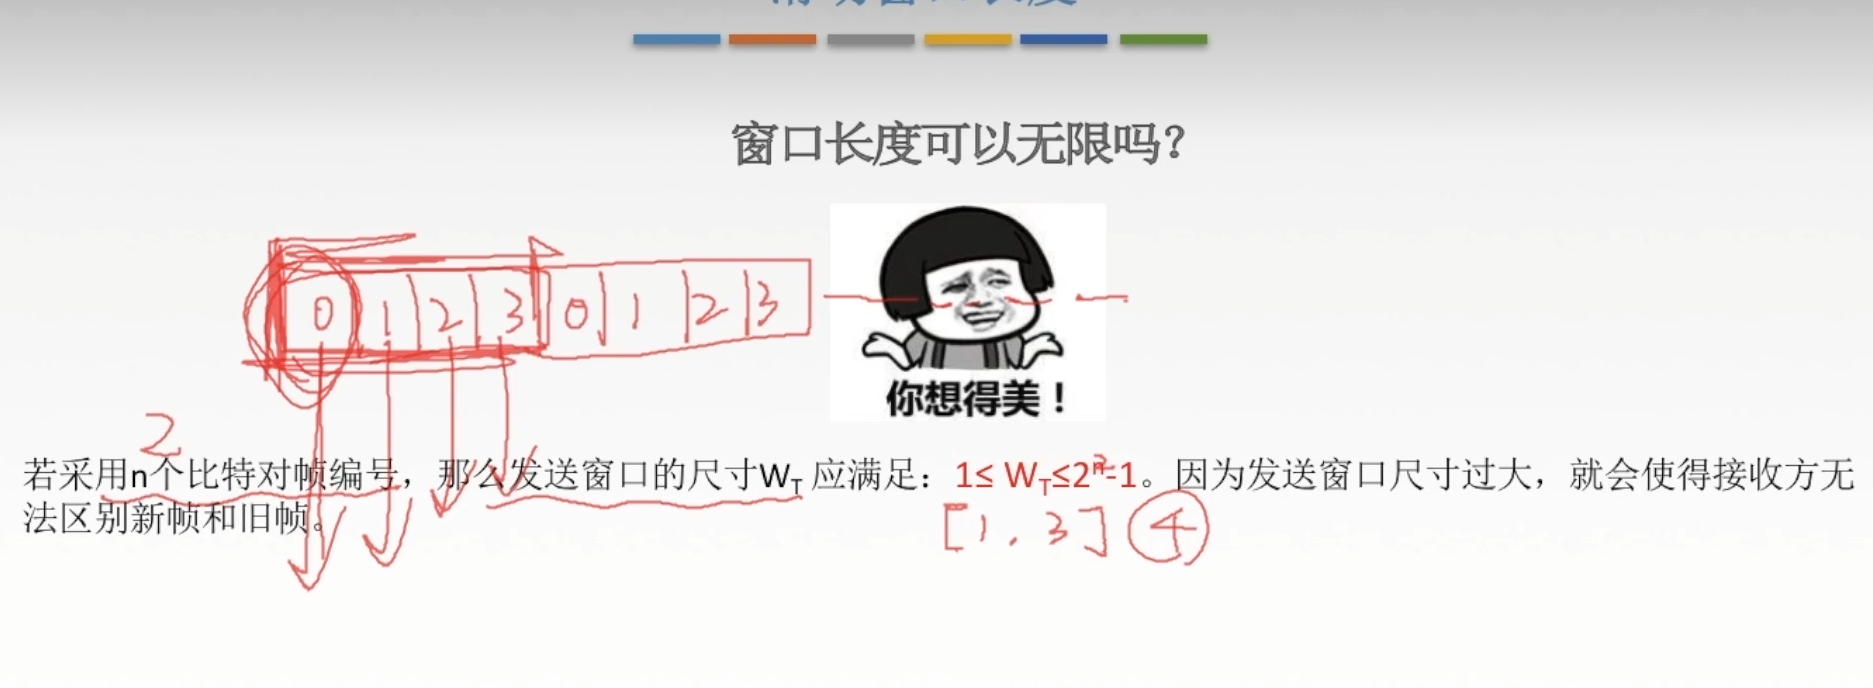 窗口长度可以无限吗？
0 1 2 3 0 1 2 3
你想得美！
2
若采用n个比特对帧编号，那么发送窗口的尺寸W_T 应满足：1≤ W_T≤2^n-1。因为发送窗口尺寸过大，就会使得接收方无
法区别新帧和旧帧。
[1, 3] 4